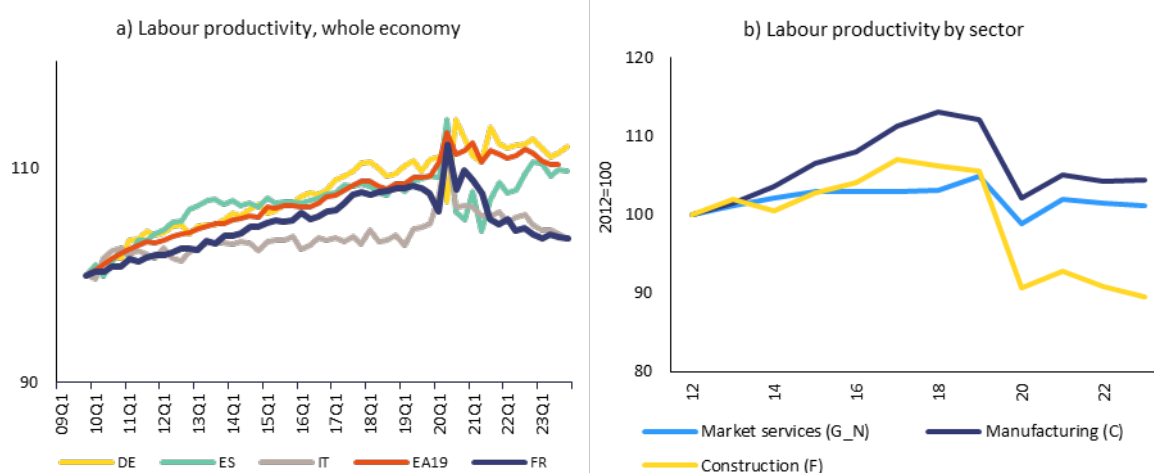 a) Labour productivity, whole economy
110
90
09Q1
10Q1
11Q1
12Q1
13Q1
14Q1
15Q1
16Q1
17Q1
18Q1
19Q1
20Q1
21Q1
22Q1
23Q1
DE ES IT EA19 FR
b) Labour productivity by sector
2012=100
120
110
100
90
80
12
14
16
18
20
22
Market services (G_N) Manufacturing (C)
Construction (F)